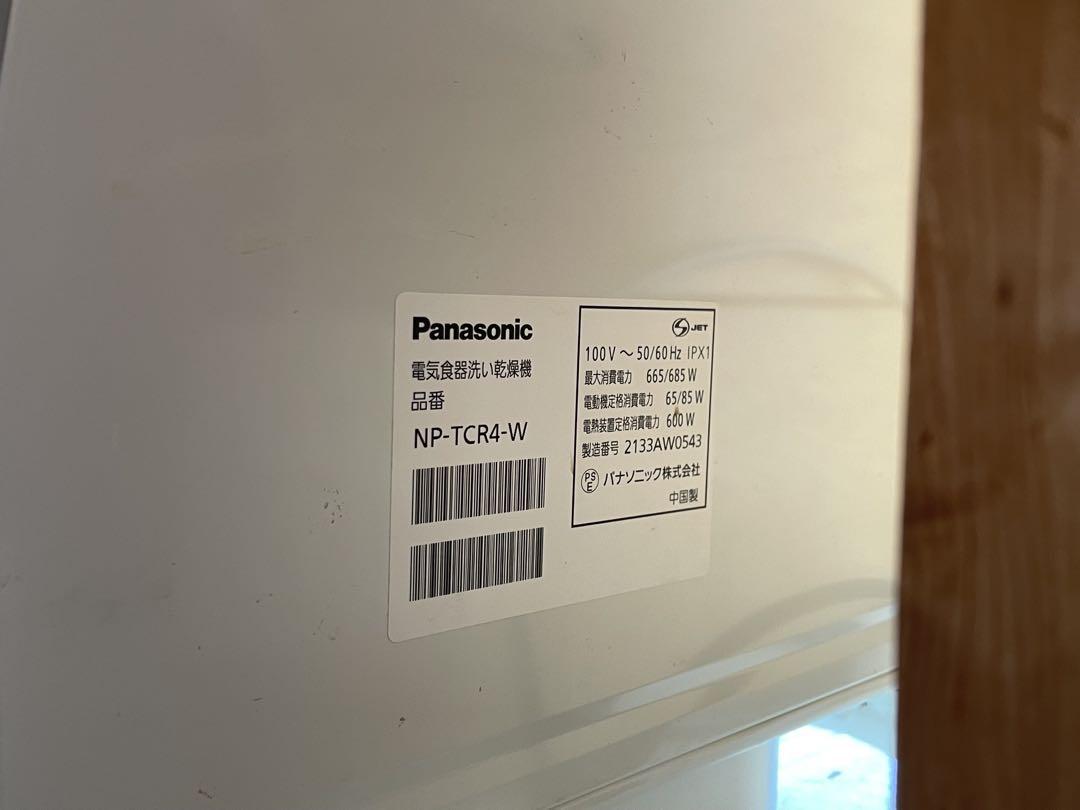 Panasonic
電気食器洗い乾燥機
品番
NP-TCR4-W
JET
100V～50/60Hz IPX1
最大消費電力 665/685W
電動機定格消費電力 65/85W
電熱装置定格消費電力 600W
製造番号 2133AW0543
PSE パナソニック株式会社
中国製